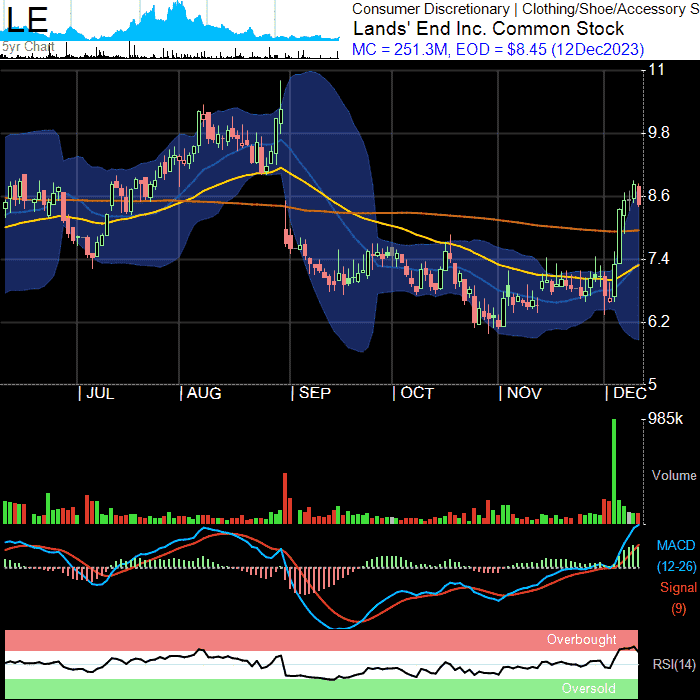 LE
5yr Chart
Consumer Discretionary | Clothing/Shoe/Accessory S
Lands' End Inc. Common Stock
MC = 251.3M, EOD = $8.45 (12Dec2023)
11
9.8
8.6
7.4
6.2
5
JUL
AUG
SEP
OCT
NOV
DEC
985k
Volume
MACD
(12-26)
Signal
(9)
Overbought
RSI(14)
Oversold